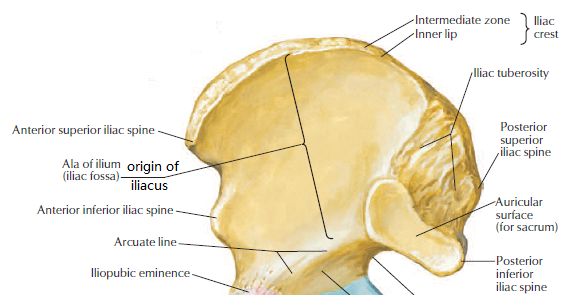 Intermediate zone
Inner lip
Iliac
crest
Iliac tuberosity
Anterior superior iliac spine
Posterior
superior
iliac spine
Ala of ilium
(iliac fossa)
origin of
iliacus
Auricular
surface
(for sacrum)
Anterior inferior iliac spine
Arcuate line
Iliopubic eminence
Posterior
inferior
iliac spine